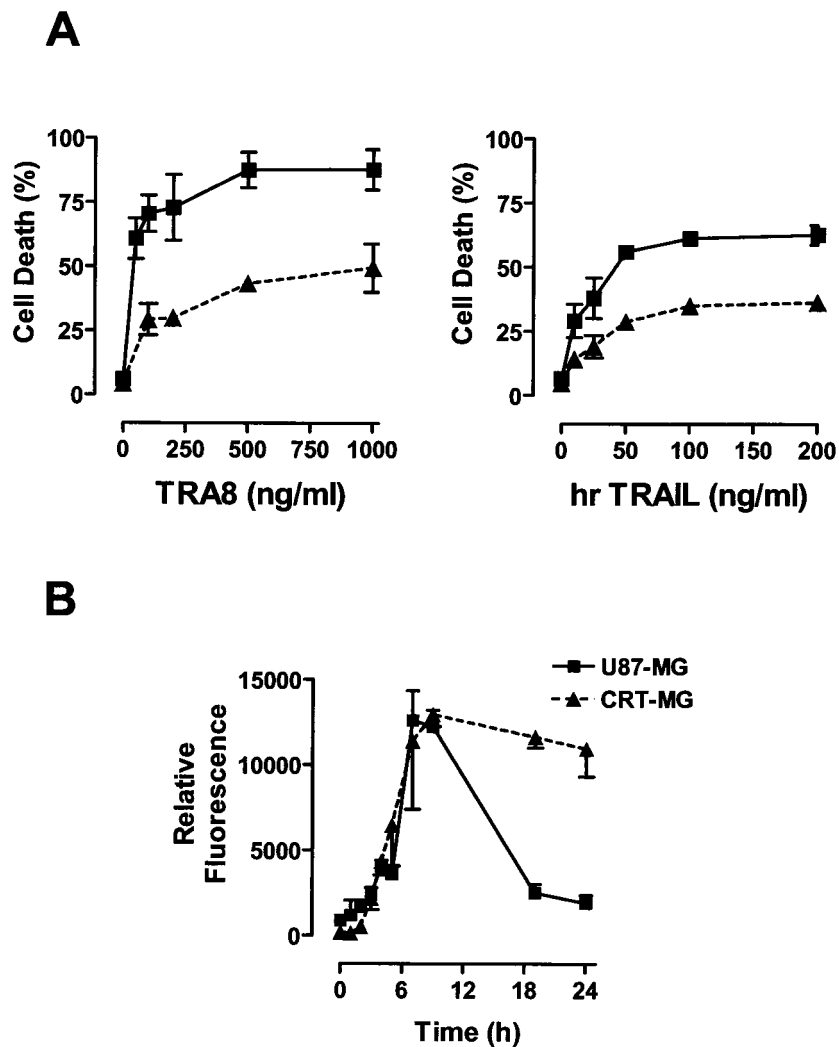 A
Cell Death (%)
100
75
50
25
0
0 250 500 750 1000
TRA8 (ng/ml)
Cell Death (%)
100
75
50
25
0
0 50 100 150 200
hr TRAIL (ng/ml)
B
U87-MG
CRT-MG
Relative
Fluorescence
15000
10000
5000
0
0 6 12 18 24
Time (h)